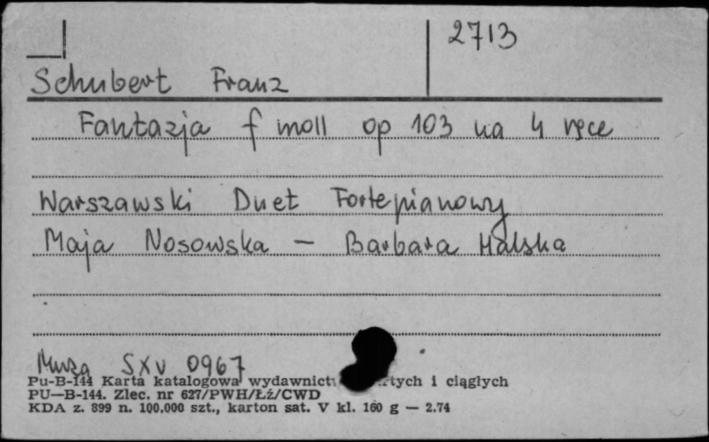 2713
Schubert Franz
Fantazja f moll op 103 na 4 ręce
Warszawski Duet Fortepianowy
Maja Nosowska – Barbara Halska
Muza SXV 0967
Pu-B-144 Karta katalogowa i ciągłych
PU—B-144. Zlec. nr 627/PWH/Łź/CWD
KDA z. 899 n. 100.000 szt., karton sat. V kl. 160 g — 2.74